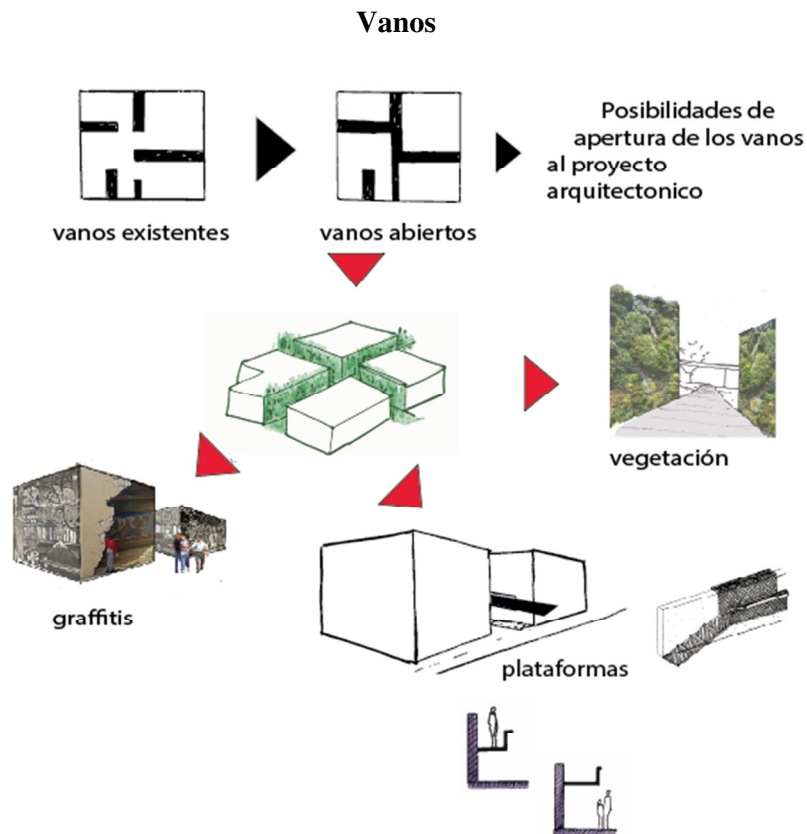 Vanos
vanos existentes
vanos abiertos
Posibilidades de
apertura de los vanos
al proyecto
arquitectonico
vegetación
graffitis
plataformas